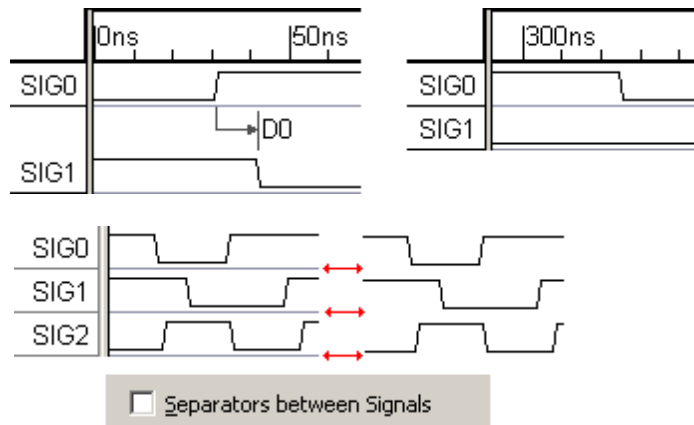 0ns 50ns
SIG0
D0
SIG1
300ns
SIG0
SIG1
SIG0
SIG1
SIG2
Separators between Signals